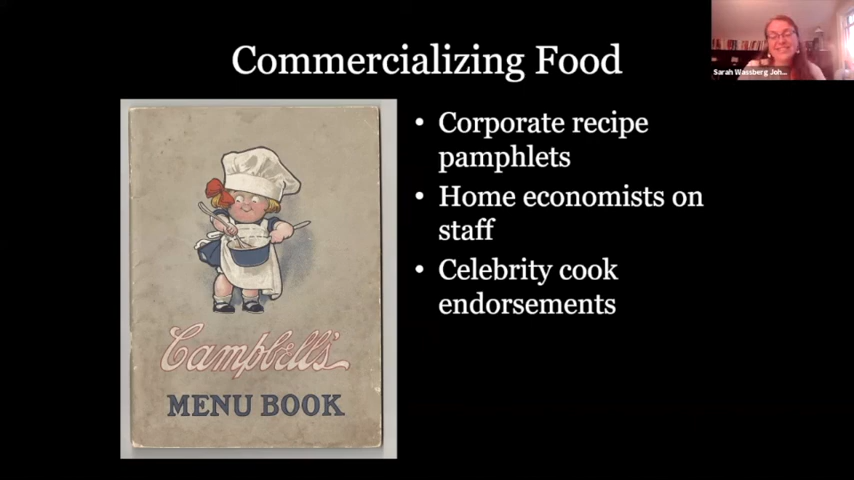 Commercializing Food
Sarah Wassberg Joh...
Campbell's
MENU BOOK
• Corporate recipe
pamphlets
• Home economists on
staff
• Celebrity cook
endorsements